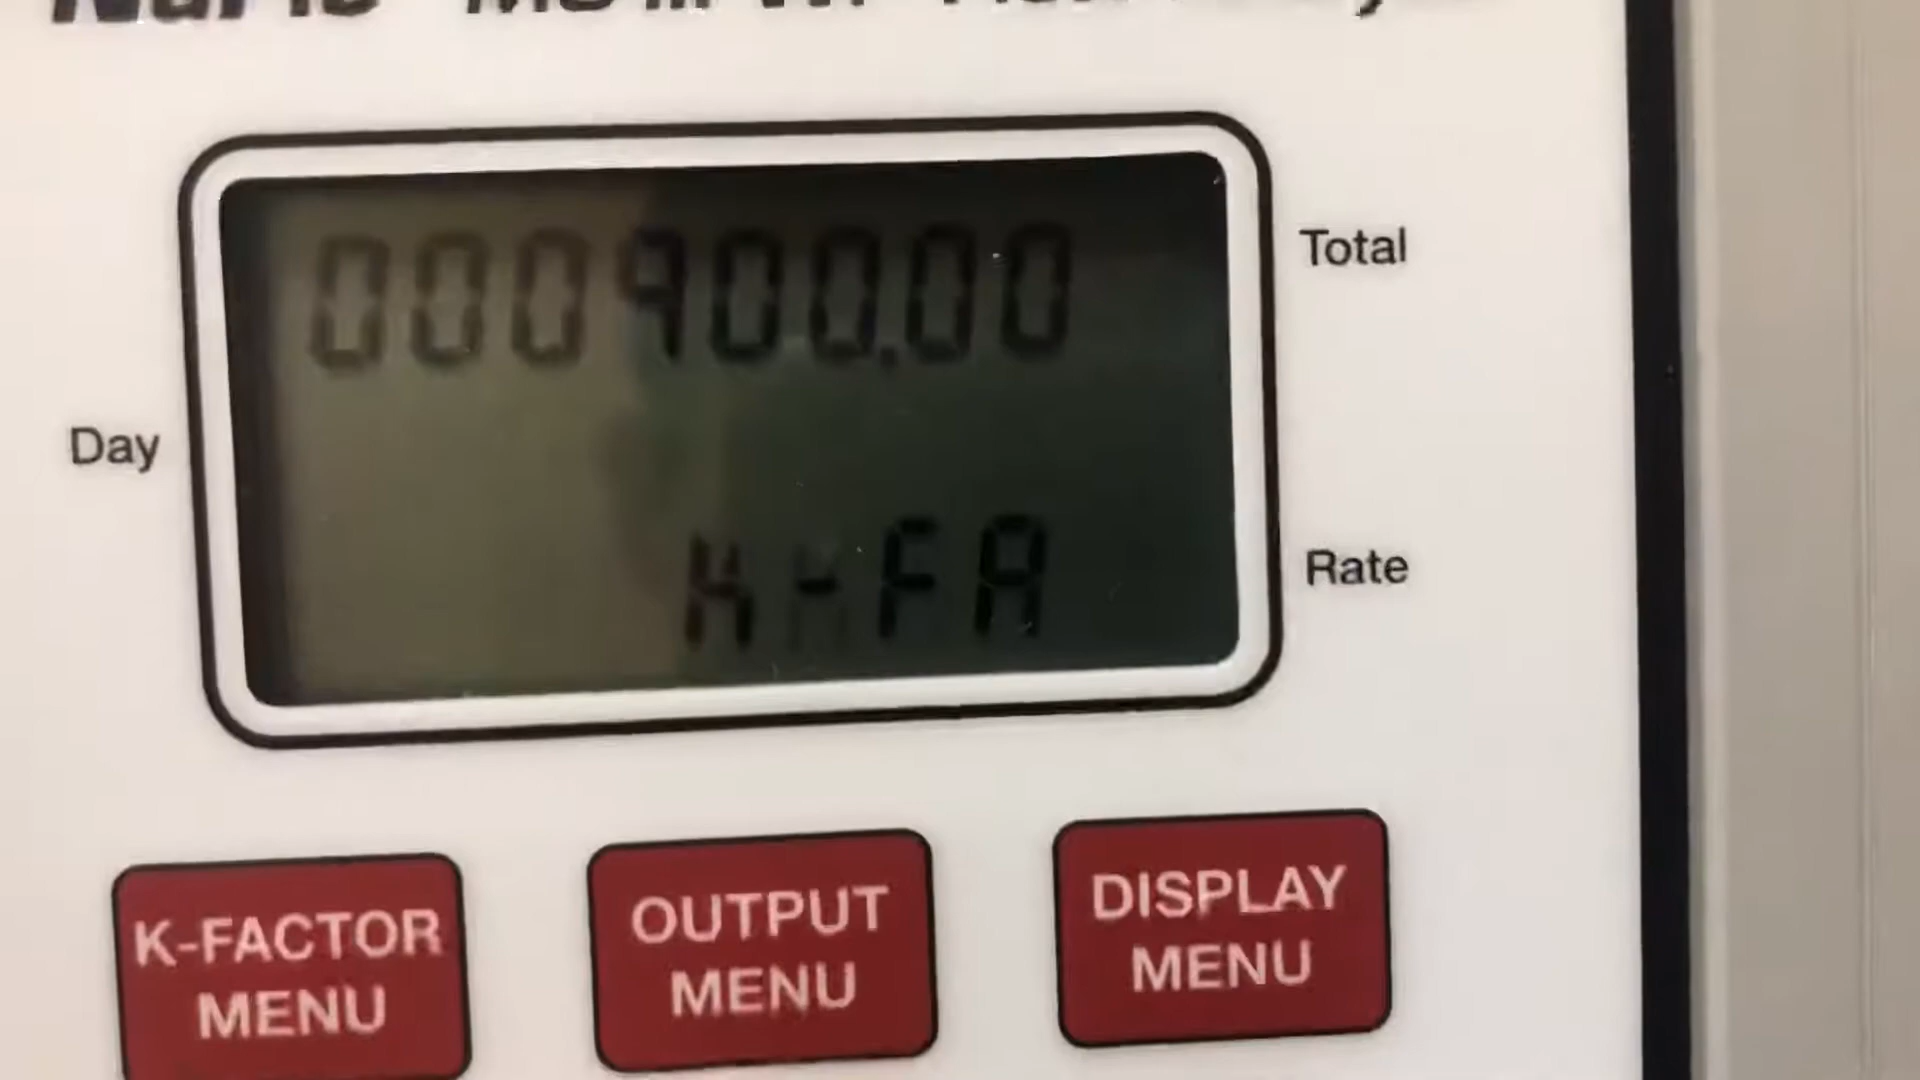 000900.00
Total
Day
K-FA
Rate
K-FACTOR
MENU
OUTPUT
MENU
DISPLAY
MENU